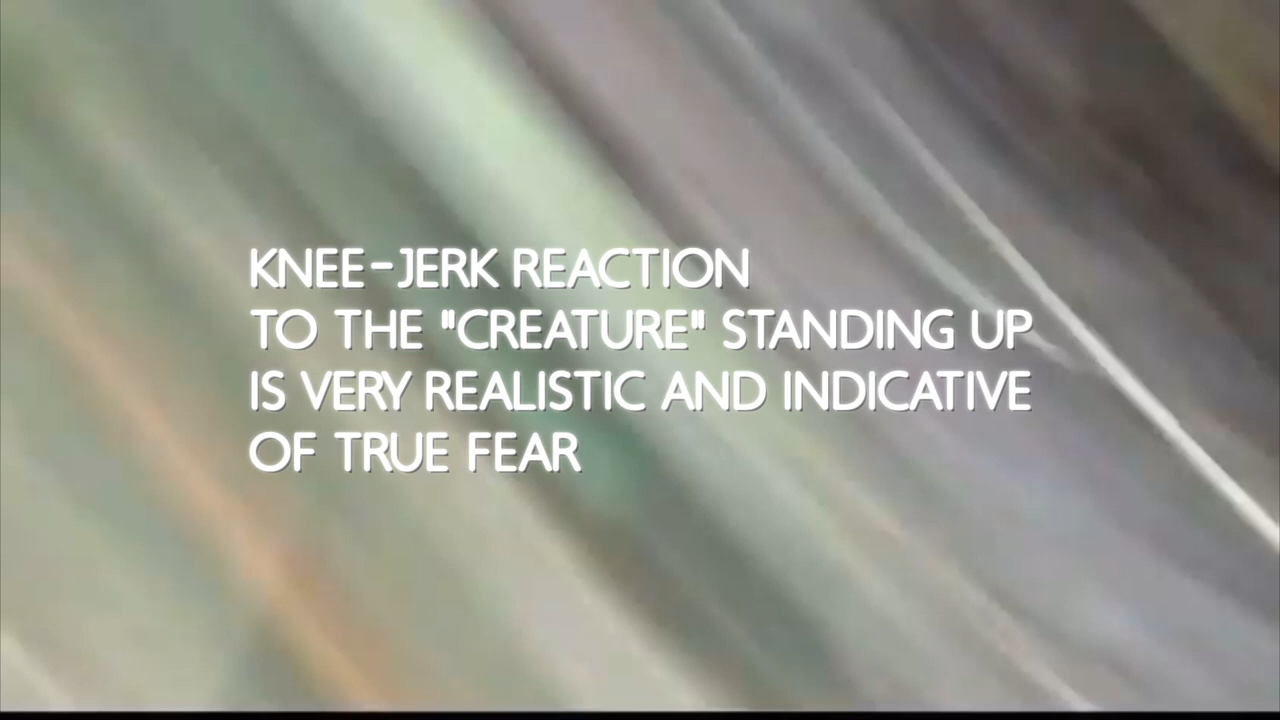 KNEE-JERK REACTION
TO THE "CREATURE" STANDING UP
IS VERY REALISTIC AND INDICATIVE
OF TRUE FEAR